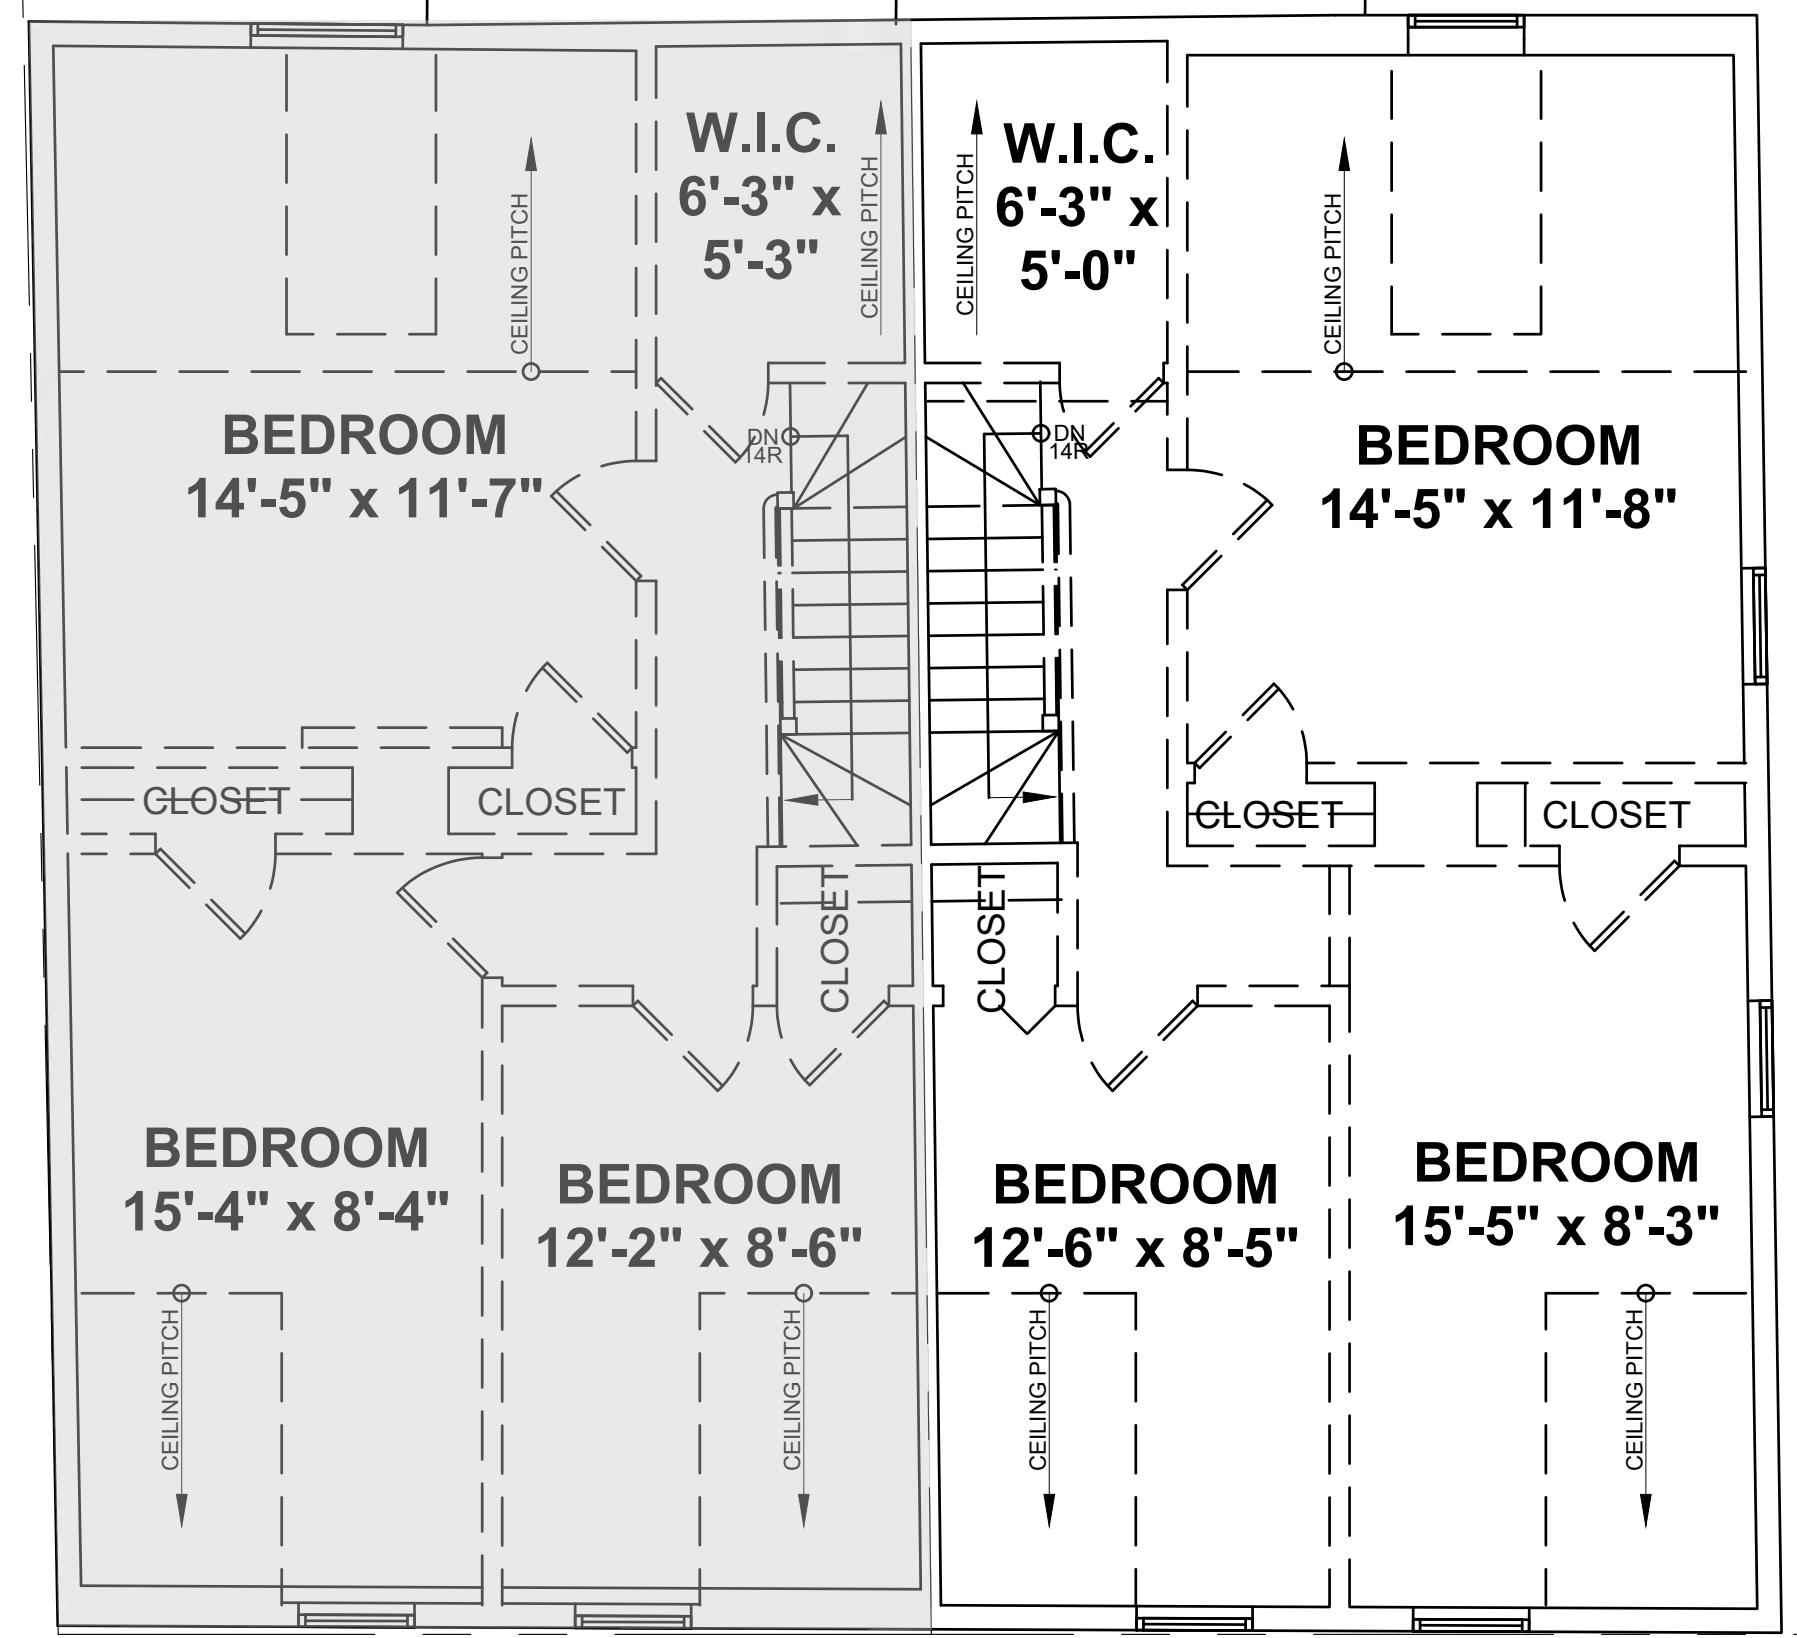 W.I.C.
6'-3" x
5'-3"
CEILING PITCH
CEILING PITCH
W.I.C.
6'-3" x
5'-0"
CEILING PITCH
CEILING PITCH
BEDROOM
14'-5" x 11'-7"
DN
14R
DN
14R
BEDROOM
14'-5" x 11'-8"
CLOSET
CLOSET
CLOSET
CLOSET
CLOSET
CLOSET
BEDROOM
15'-4" x 8'-4"
BEDROOM
12'-2" x 8'-6"
BEDROOM
12'-6" x 8'-5"
BEDROOM
15'-5" x 8'-3"
CEILING PITCH
CEILING PITCH
CEILING PITCH
CEILING PITCH